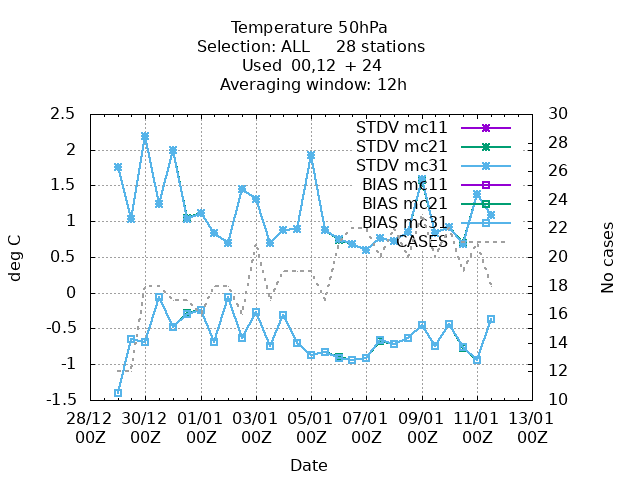 Temperature 50hPa
Selection: ALL 28 stations
Used 00,12 + 24
Averaging window: 12h
2.5 30
STDV mc11
28
STDV mc21
2
STDV mc31
26
1.5
BIAS mc11
24
BIAS mc21
1 22
BIAS mc31
CASES
0.5 20
deg C
No cases
0 18
-0.5 16
14
-1 12
-1.5 10
28/12 30/12 01/01 03/01 05/01 07/01 09/01 11/01 13/01
00Z 00Z 00Z 00Z 00Z 00Z 00Z 00Z 00Z
Date